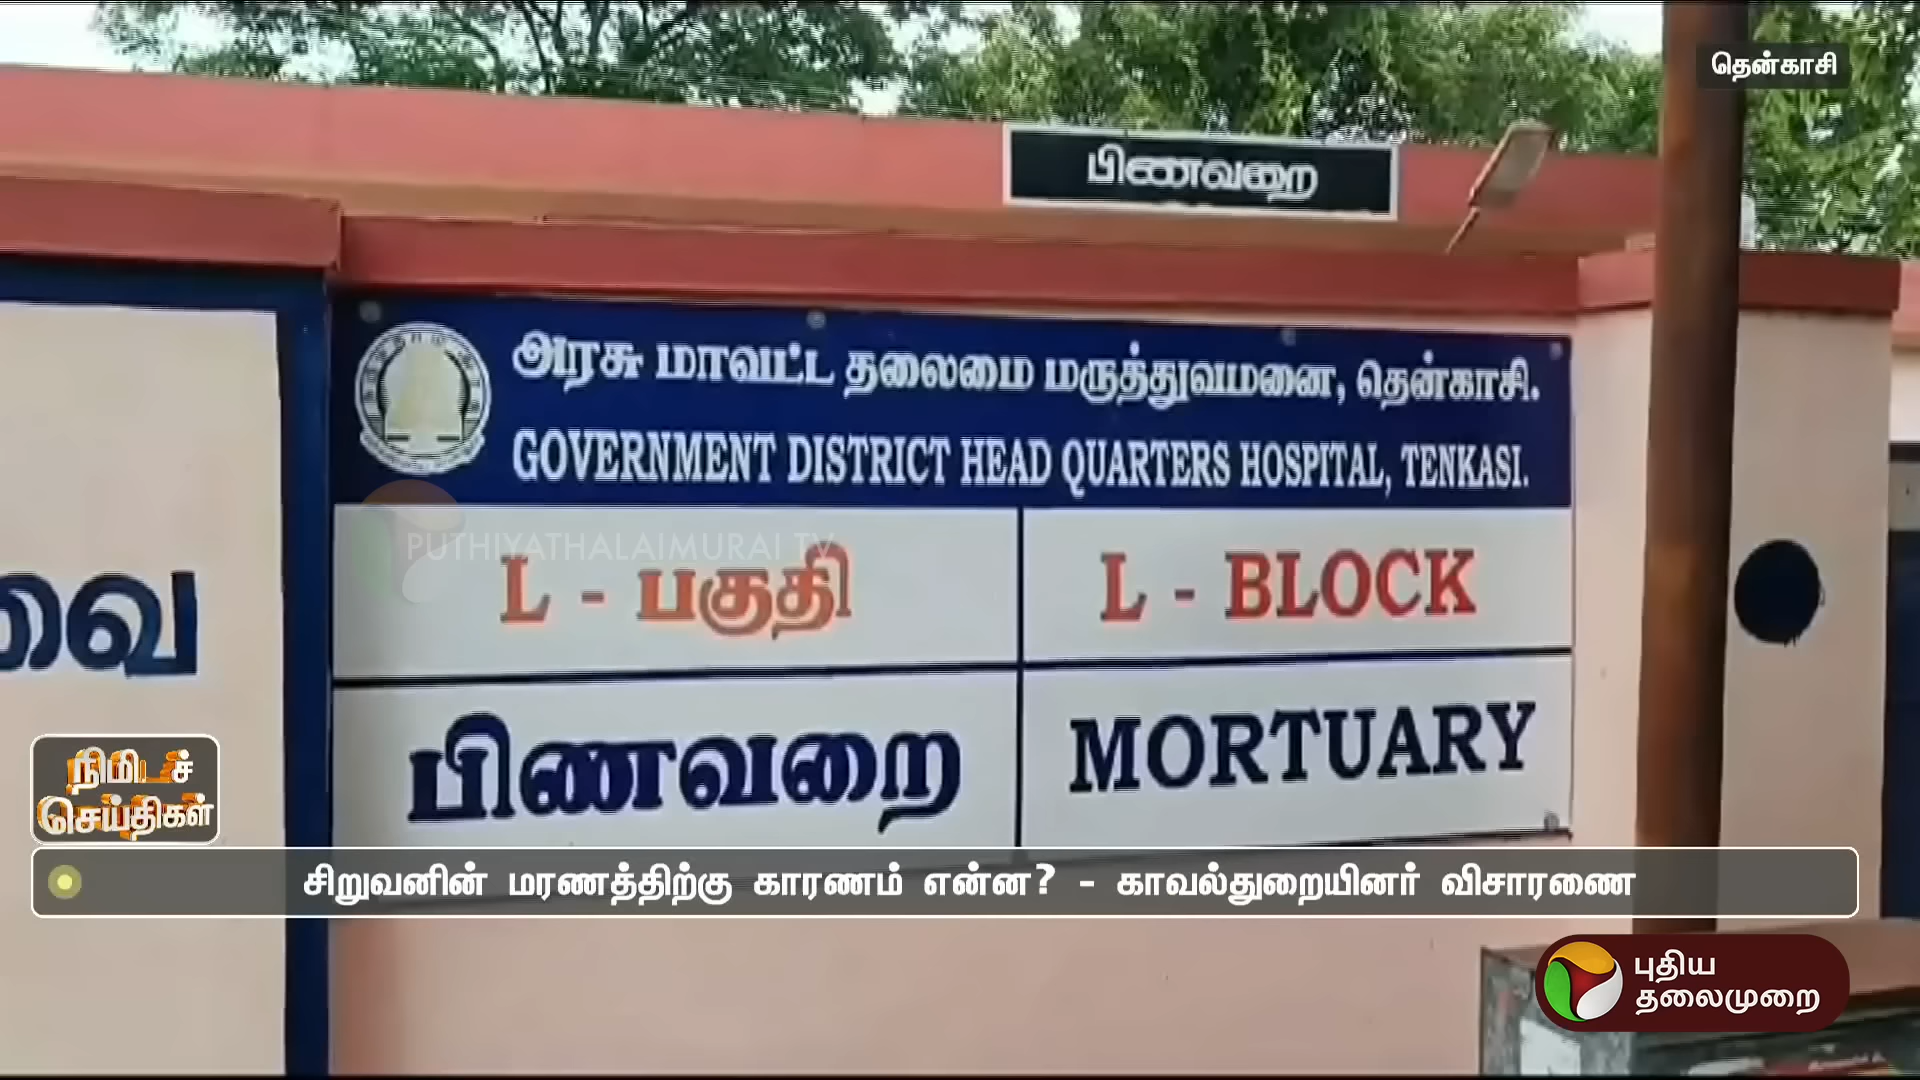 தென்காசி
பிணவறை
அரசு மாவட்ட தலைமை மருத்துவமனை, தென்காசி.
GOVERNMENT DISTRICT HEAD QUARTERS HOSPITAL, TENKASI.
PUTHIYATHALAIMURAI TV
L - பகுதி
L - BLOCK
வை
பிணவறை
MORTUARY
நிமிடச்
செய்திகள்
சிறுவனின் மரணத்திற்கு காரணம் என்ன? - காவல்துறையினர் விசாரணை
புதிய
தலைமுறை